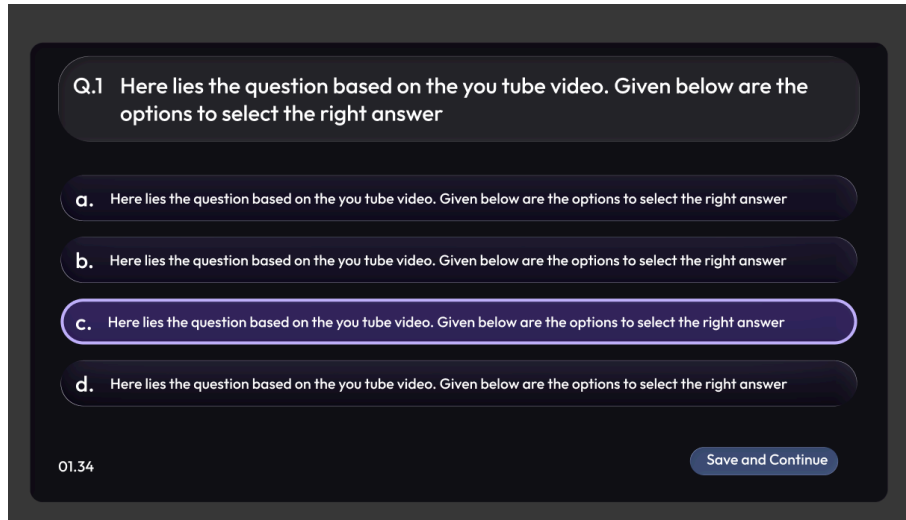 Q.1 Here lies the question based on the you tube video. Given below are the
options to select the right answer
a. Here lies the question based on the you tube video. Given below are the options to select the right answer
b. Here lies the question based on the you tube video. Given below are the options to select the right answer
c. Here lies the question based on the you tube video. Given below are the options to select the right answer
d. Here lies the question based on the you tube video. Given below are the options to select the right answer
01.34
Save and Continue